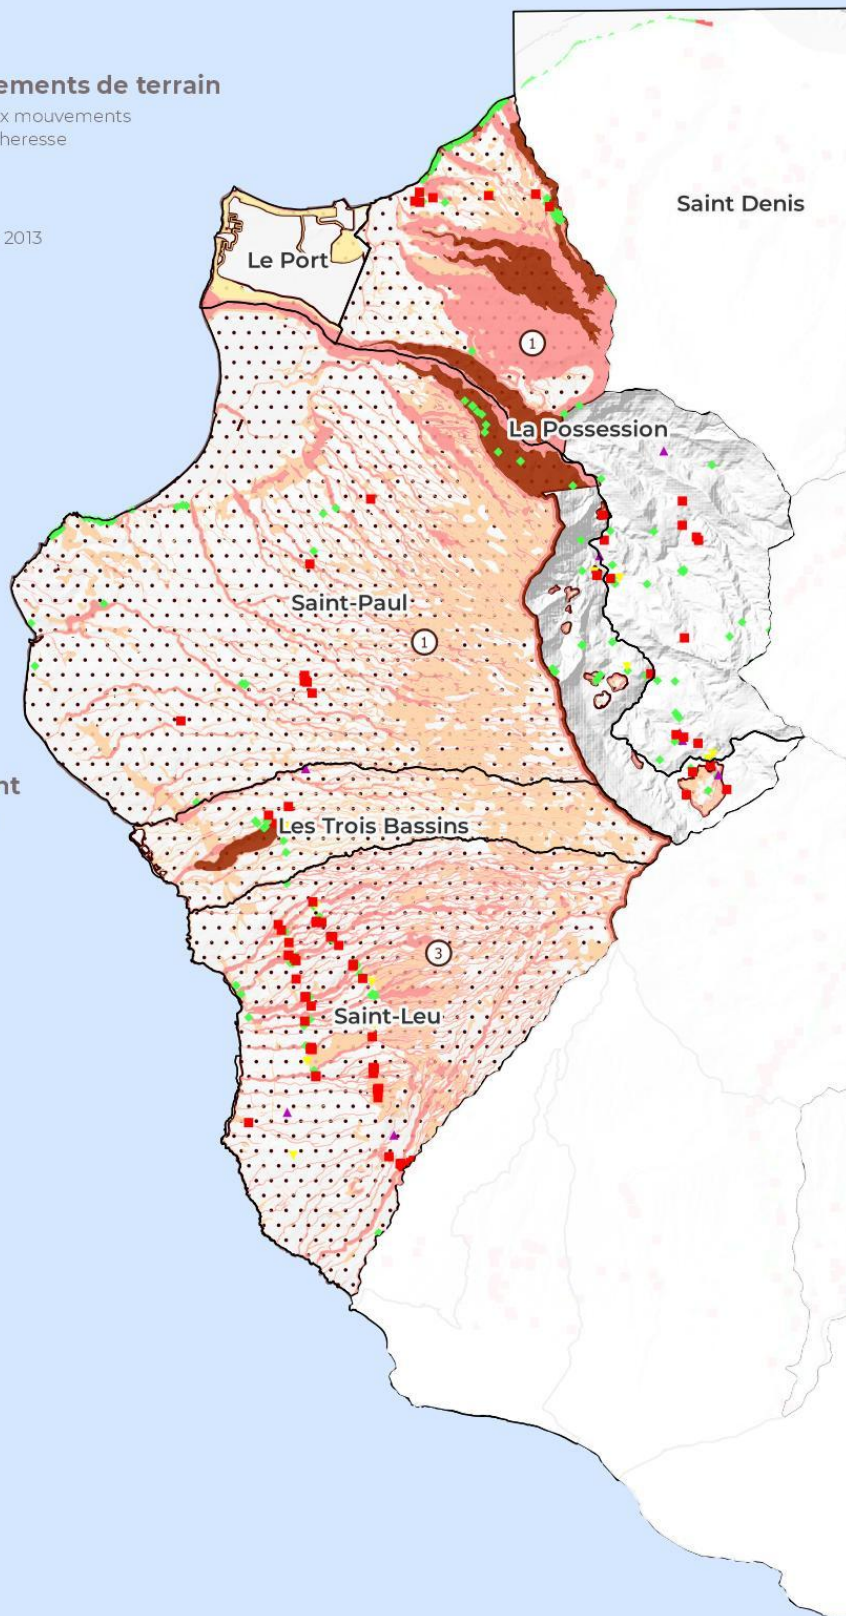 ements de terrain
x mouvements
heresse
2013
Saint Denis
Le Port
1
La Possession
Saint-Paul
1
nt
Les Trois Bassins
3
Saint-Leu